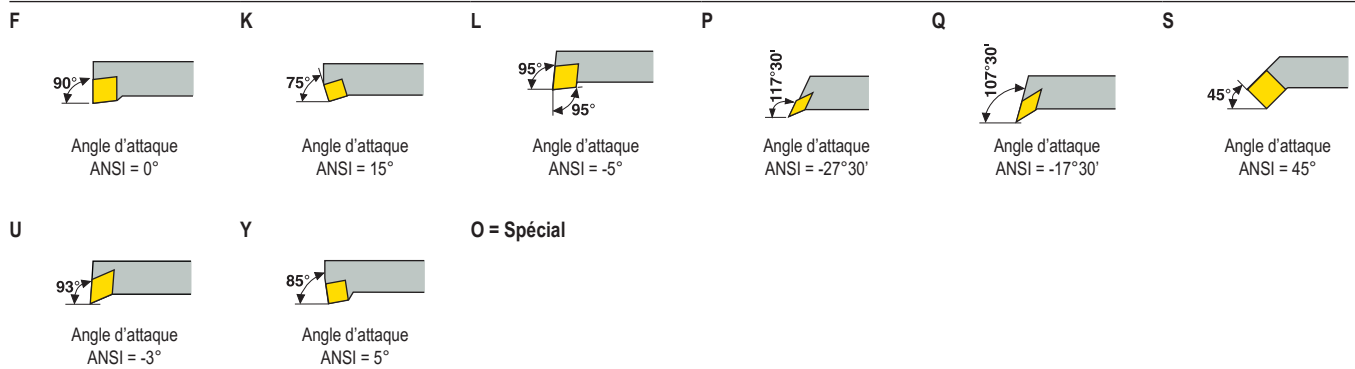 F K L P Q S
90° 75° 95° 95° 117°30' 107°30' 45°
Angle d'attaque Angle d'attaque Angle d'attaque Angle d'attaque Angle d'attaque Angle d'attaque
ANSI = 0° ANSI = 15° ANSI = -5° ANSI = -27°30' ANSI = -17°30' ANSI = 45°
U Y O = Spécial
93° 85°
Angle d'attaque Angle d'attaque
ANSI = -3° ANSI = 5°